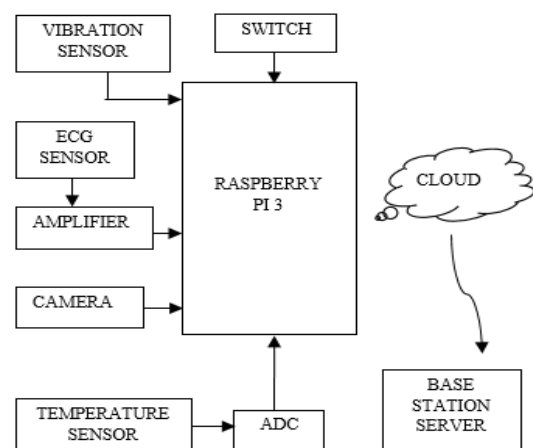 VIBRATION
SENSOR
SWITCH
ECG
SENSOR
RASPBERRY
PI 3
CLOUD
AMPLIFIER
CAMERA
TEMPERATURE
SENSOR
ADC
BASE
STATION
SERVER